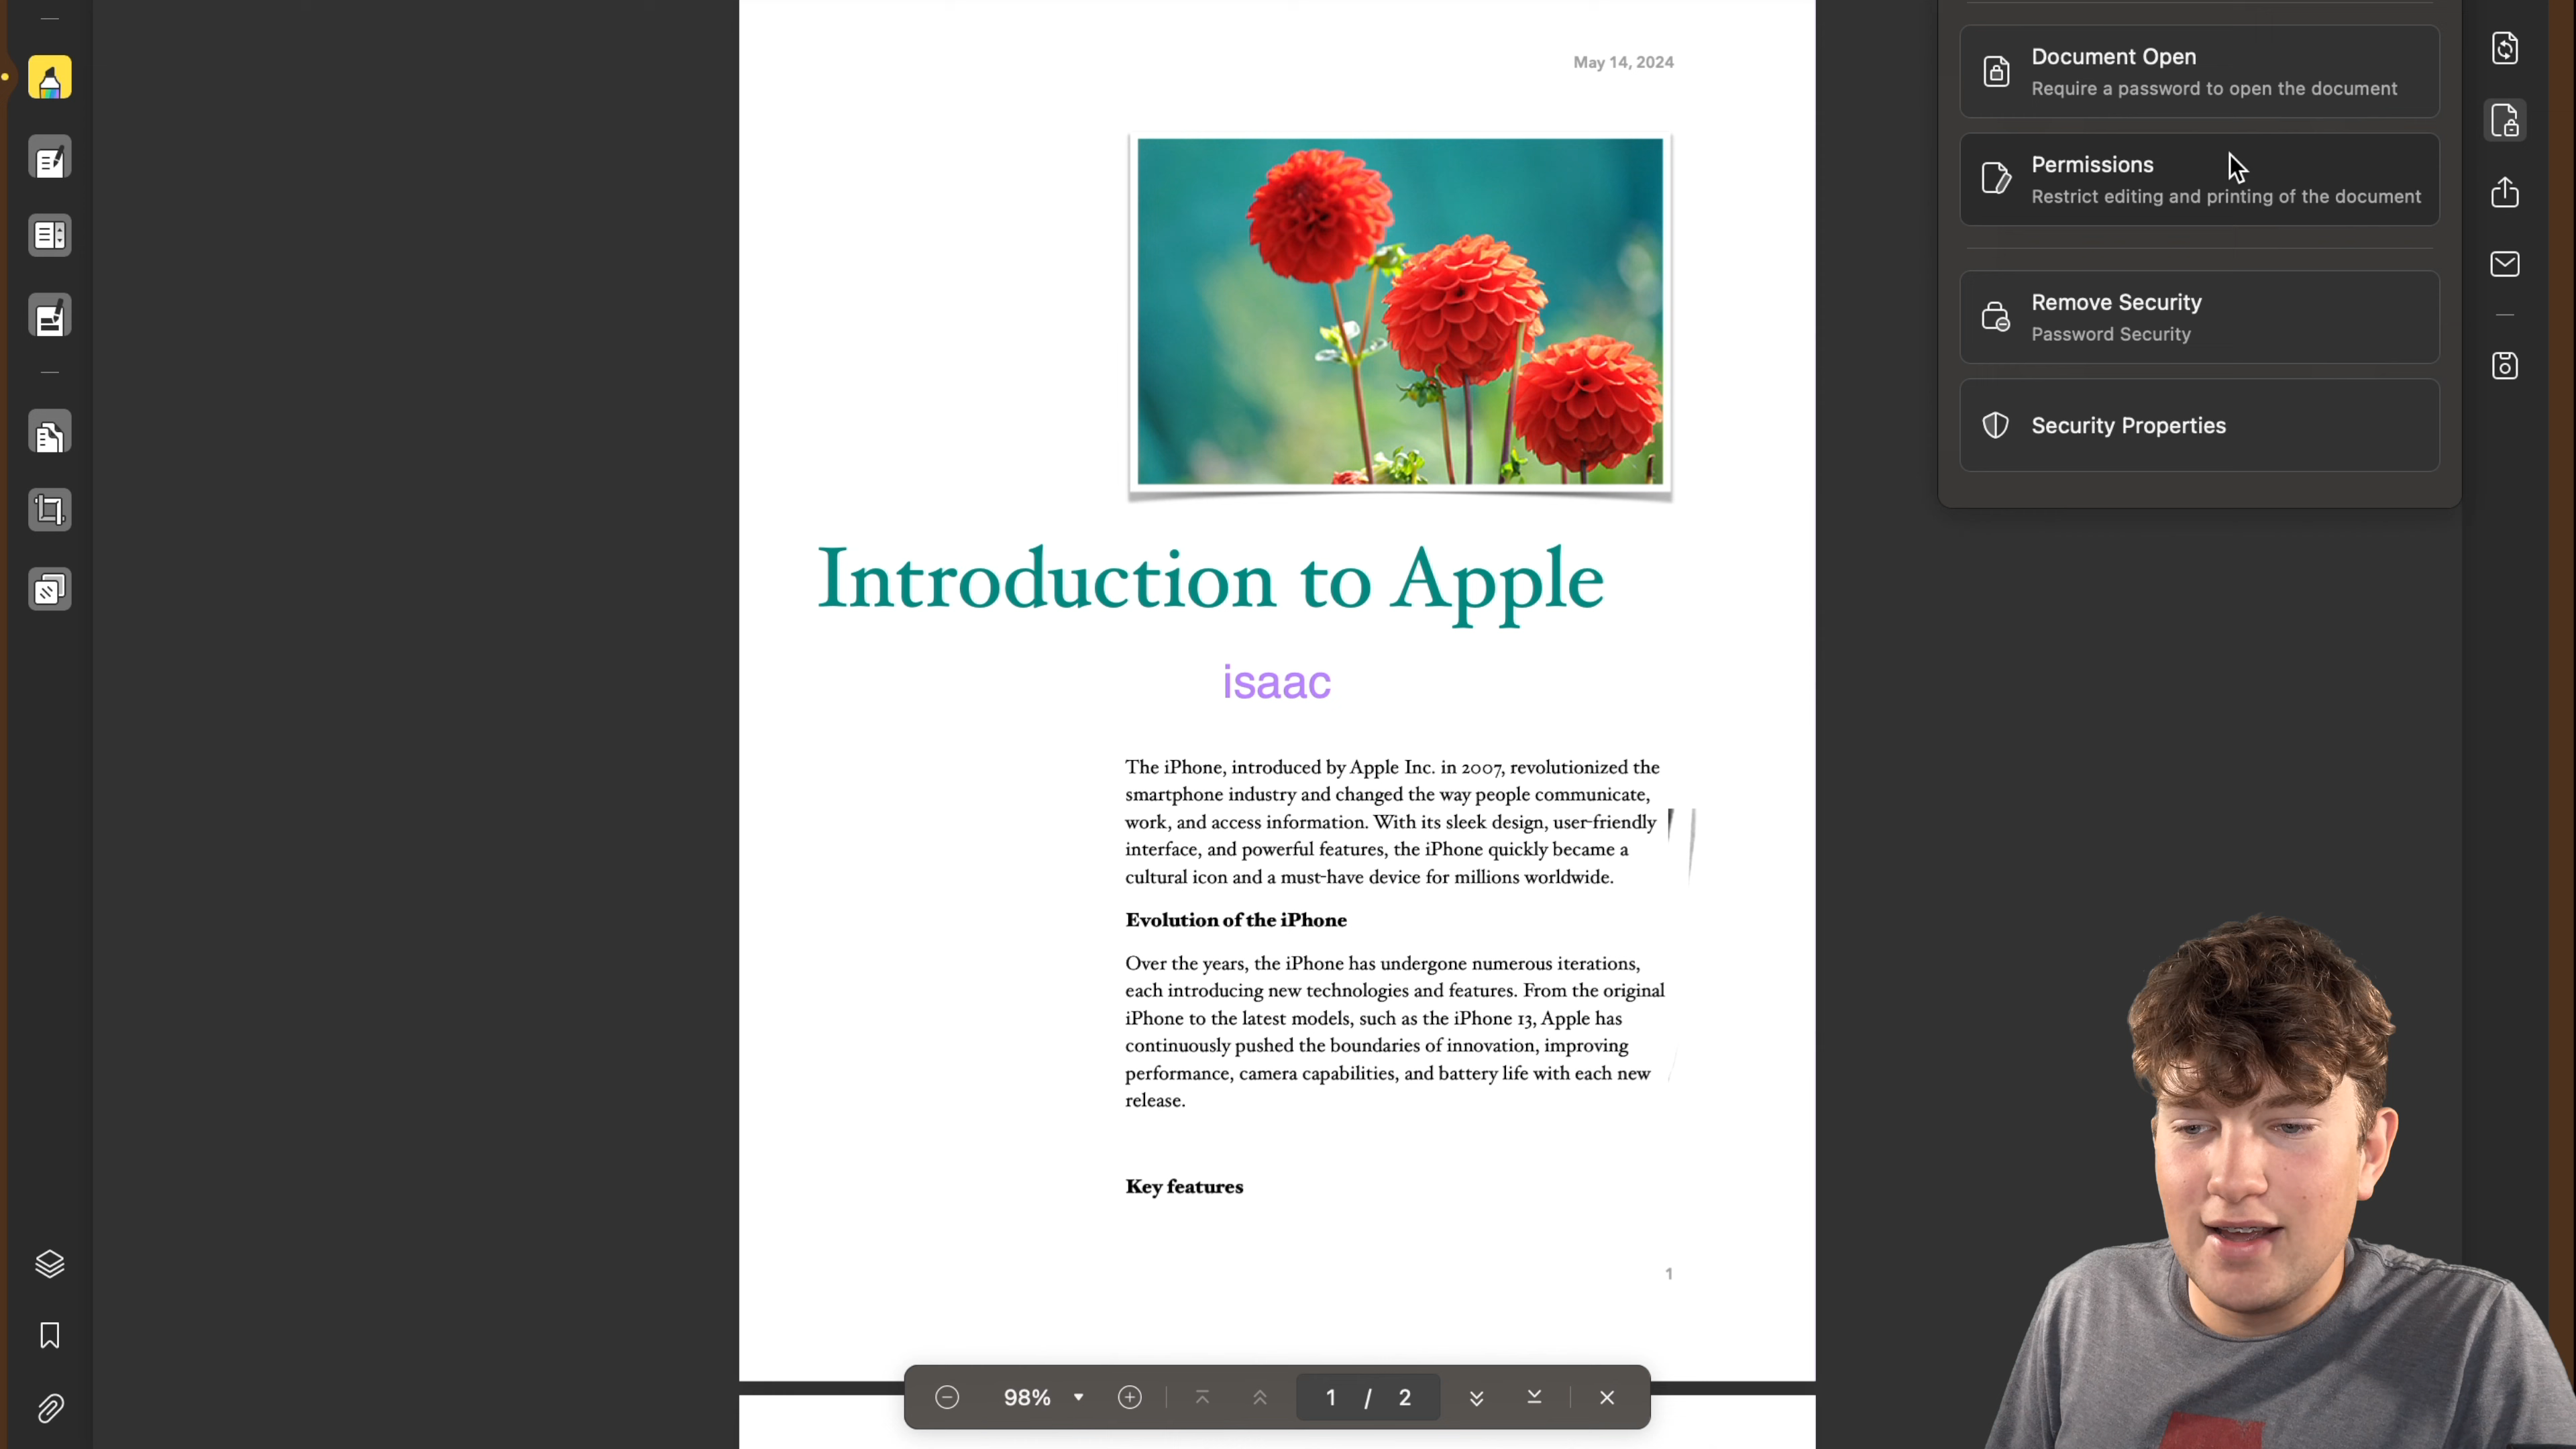 May 14, 2024
Introduction to Apple
isaac
The iPhone, introduced by Apple Inc. in 2007, revolutionized the
smartphone industry and changed the way people communicate,
work, and access information. With its sleek design, user-friendly
interface, and powerful features, the iPhone quickly became a
cultural icon and a must-have device for millions worldwide.
Evolution of the iPhone
Over the years, the iPhone has undergone numerous iterations,
each introducing new technologies and features. From the original
iPhone to the latest models, such as the iPhone 13, Apple has
continuously pushed the boundaries of innovation, improving
performance, camera capabilities, and battery life with each new
release.
Key features
1
98%
1 / 2
Document Open
Require a password to open the document
Permissions
Restrict editing and printing of the document
Remove Security
Password Security
Security Properties